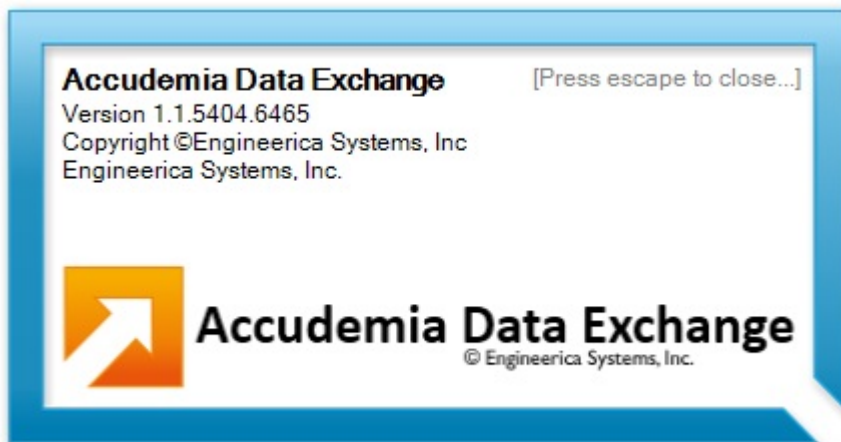 Accudemia Data Exchange [Press escape to close...]
Version 1.1.5404.6465
Copyright ©Engineerica Systems, Inc
Engineerica Systems, Inc.
Accudemia Data Exchange
© Engineerica Systems, Inc.